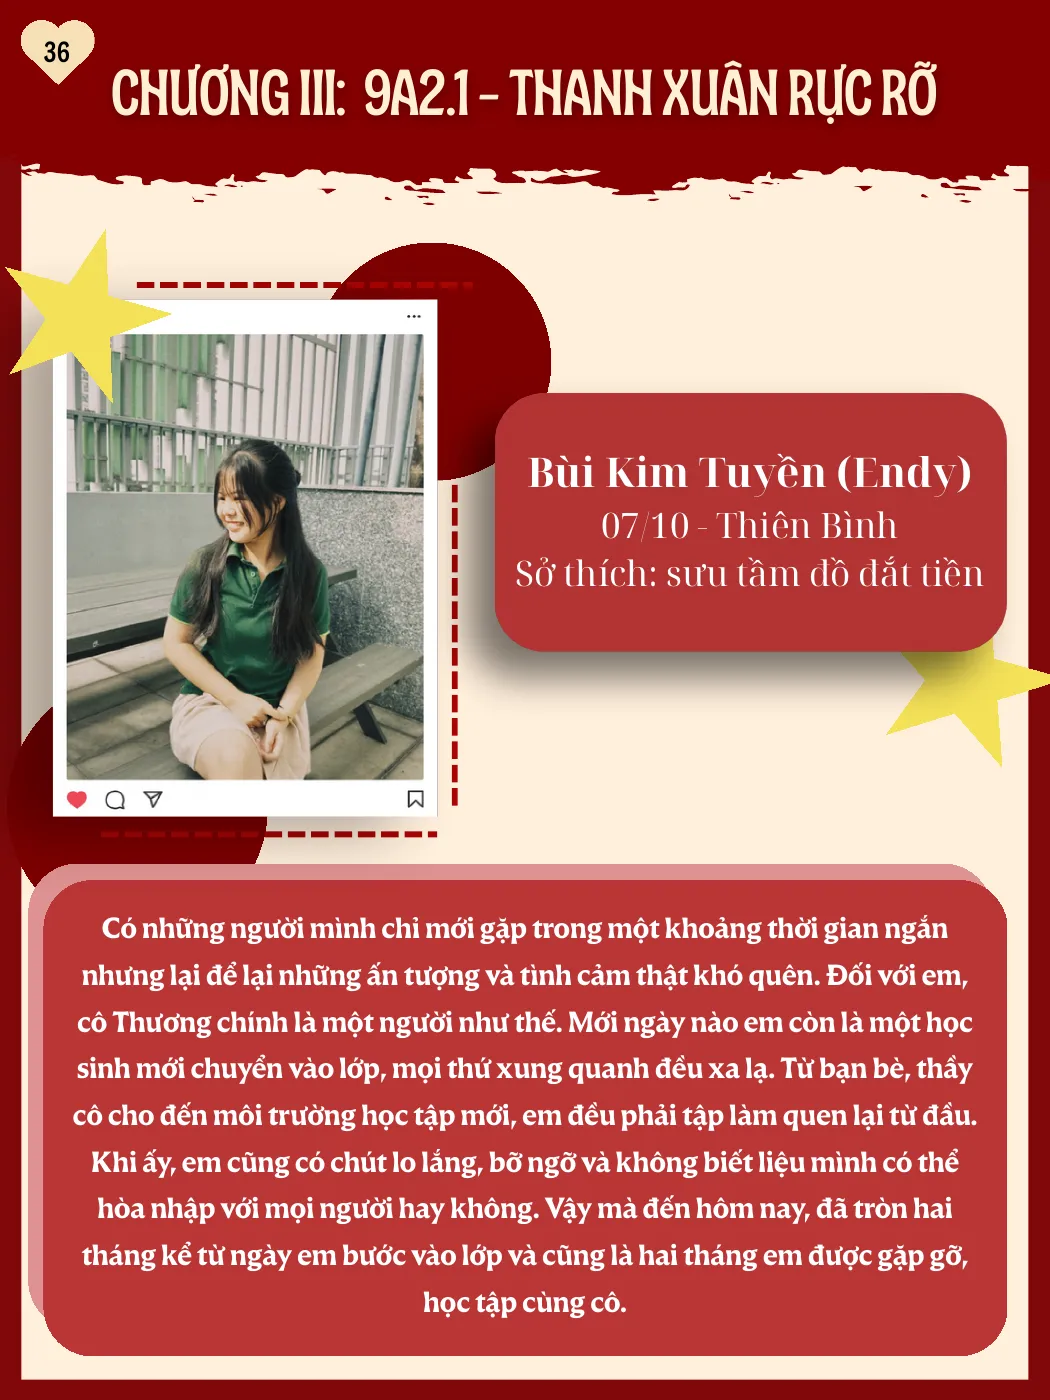 36
CHƯƠNG III: 9A2.1 – THANH XUÂN RỰC RỠ
Bùi Kim Tuyền (Endy)
07/10 - Thiên Bình
Sở thích: sưu tầm đồ đắt tiền
Có những người mình chỉ mới gặp trong một khoảng thời gian ngắn
nhưng lại để lại những ấn tượng và tình cảm thật khó quên. Đối với em,
cô Thương chính là một người như thế. Mới ngày nào em còn là một học
sinh mới chuyển vào lớp, mọi thứ xung quanh đều xa lạ. Từ bạn bè, thầy
cô cho đến môi trường học tập mới, em đều phải tập làm quen lại từ đầu.
Khi ấy, em cũng có chút lo lắng, bỡ ngỡ và không biết liệu mình có thể
hòa nhập với mọi người hay không. Vậy mà đến hôm nay, đã tròn hai
tháng kể từ ngày em bước vào lớp và cũng là hai tháng em được gặp gỡ,
học tập cùng cô.